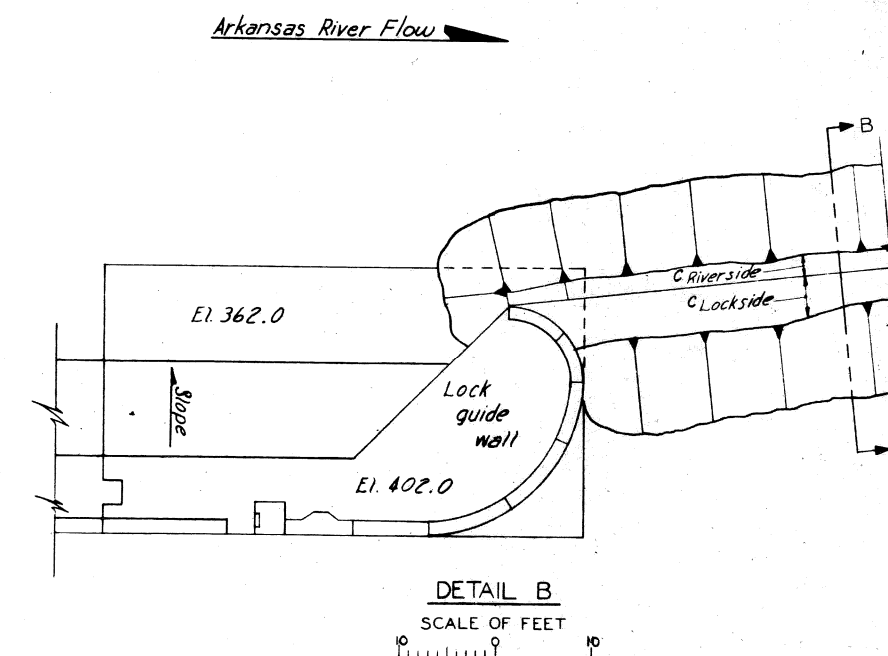 Arkansas River Flow
B
C Riverside
C Lockside
El. 362.0
Slope
Lock
guide
wall
El. 402.0
DETAIL B
SCALE OF FEET
10 0 10